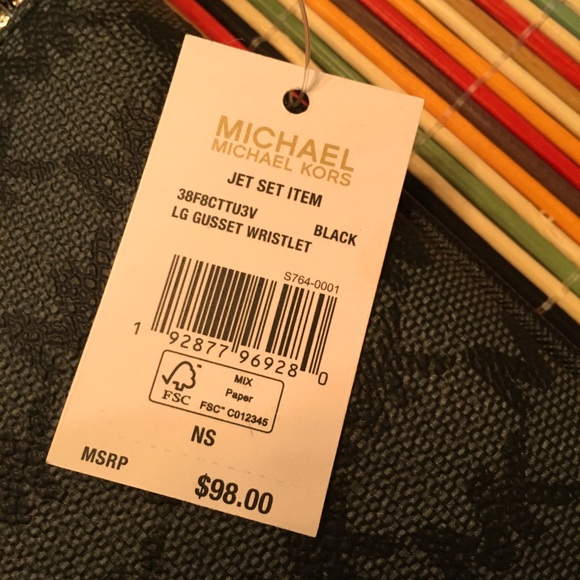 MICHAEL
MICHAEL KORS
JET SET ITEM
38F8CTTU3V
BLACK
LG GUSSET WRISTLET
S764-0001
1 92877 96928 0
FSC
MIX
Paper
FSC® C012345
NS
MSRP
$98.00